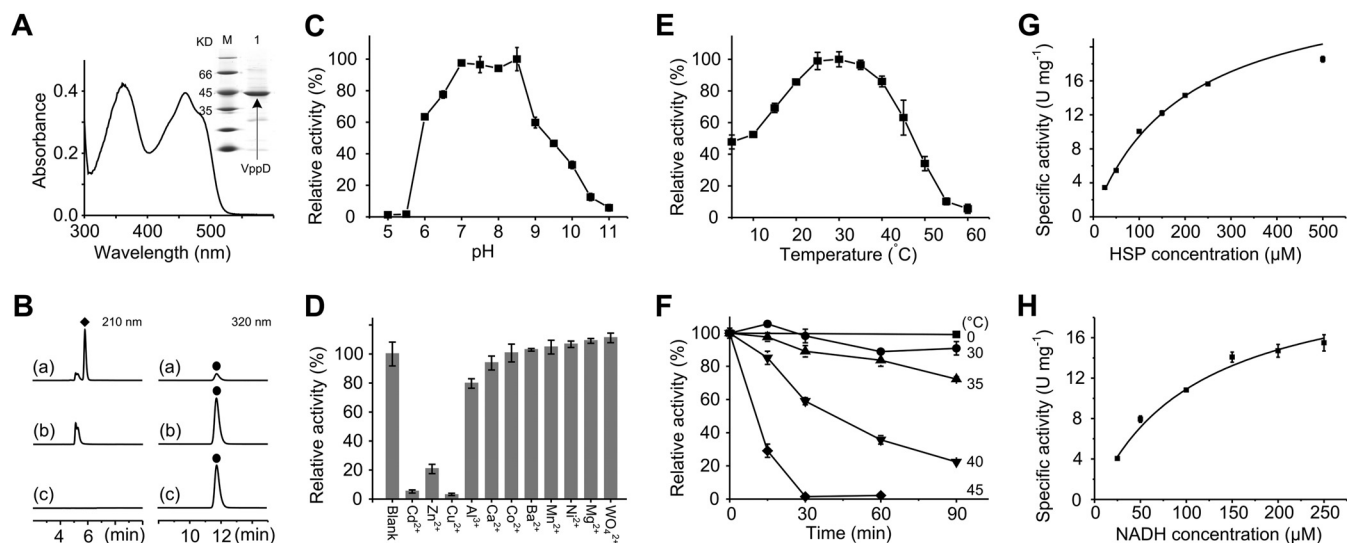 A
KD M 1
66
45
35
VppD
Absorbance
0.4
0.2
0.0
300 400 500
Wavelength (nm)
B
210 nm
320 nm
(a)
(a)
(b)
(b)
(c)
(c)
4 6 (min)
10 12 (min)
C
Relative activity (%)
100
80
60
40
20
0
5 6 7 8 9 10 11
pH
D
Relative activity (%)
120
100
80
60
40
20
0
Blank
Cd²⁺
Zn²⁺
Cu²⁺
Al³⁺
Ca²⁺
Co²⁺
Ba²⁺
Mn²⁺
Ni²⁺
Mg²⁺
WO₄²⁺
E
Relative activity (%)
100
80
60
40
20
0
10 20 30 40 50 60
Temperature (°C)
F
Relative activity (%)
100
80
60
40
20
0
(°C)
0
30
35
40
45
0 30 60 90
Time (min)
G
Specific activity (U mg⁻¹)
20
16
12
8
4
0
0 100 200 300 400 500
HSP concentration (µM)
H
Specific activity (U mg⁻¹)
20
16
12
8
4
0
0 50 100 150 200 250
NADH concentration (µM)